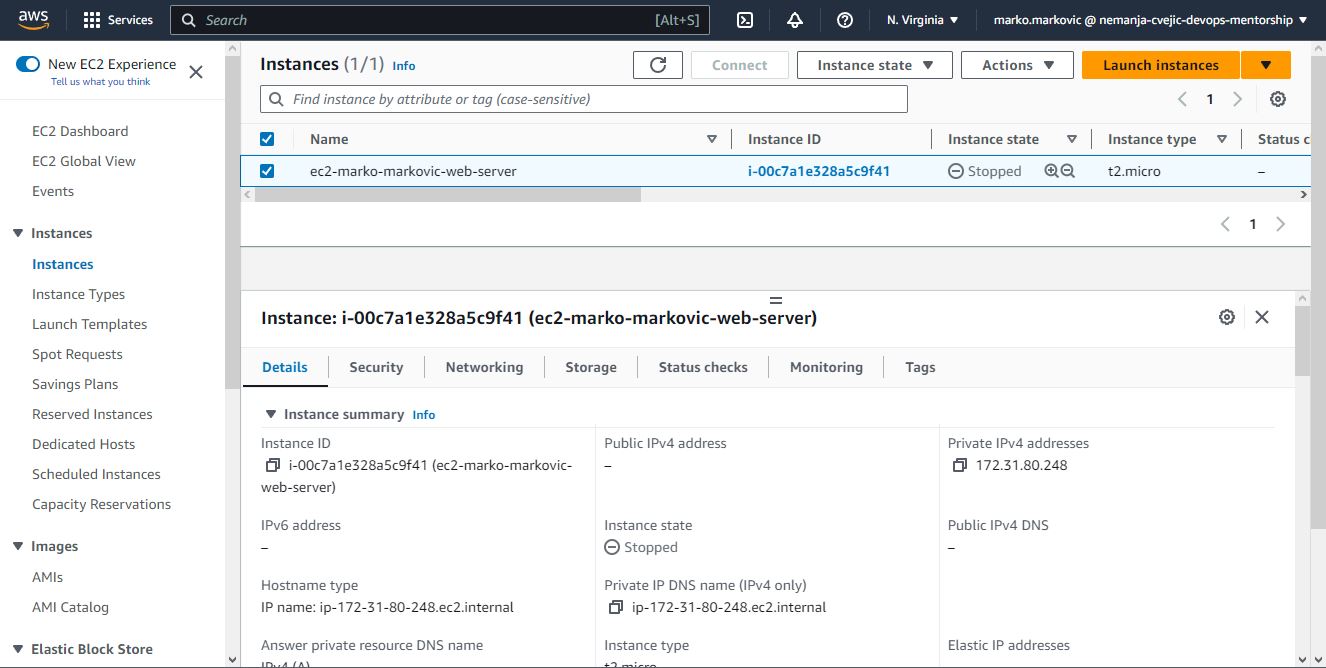 aws Services Search [Alt+S] N. Virginia marko.markovic @ nemanja-cvejic-devops-mentorship
New EC2 Experience
Tell us what you think
EC2 Dashboard
EC2 Global View
Events
Instances
Instances
Instance Types
Launch Templates
Spot Requests
Savings Plans
Reserved Instances
Dedicated Hosts
Scheduled Instances
Capacity Reservations
Images
AMIs
AMI Catalog
Elastic Block Store
Instances (1/1) Info Connect Instance state Actions Launch instances
Find instance by attribute or tag (case-sensitive) 1
Name Instance ID Instance state Instance type Status c
ec2-marko-markovic-web-server i-00c7a1e328a5c9f41 Stopped t2.micro –
1
Instance: i-00c7a1e328a5c9f41 (ec2-marko-markovic-web-server)
Details Security Networking Storage Status checks Monitoring Tags
Instance summary Info
Instance ID
i-00c7a1e328a5c9f41 (ec2-marko-markovic-
web-server)
Public IPv4 address
–
Private IPv4 addresses
172.31.80.248
IPv6 address
–
Instance state
Stopped
Public IPv4 DNS
–
Hostname type
IP name: ip-172-31-80-248.ec2.internal
Private IP DNS name (IPv4 only)
ip-172-31-80-248.ec2.internal
Answer private resource DNS name
IPv4 (A)
Instance type
t2.micro
Elastic IP addresses